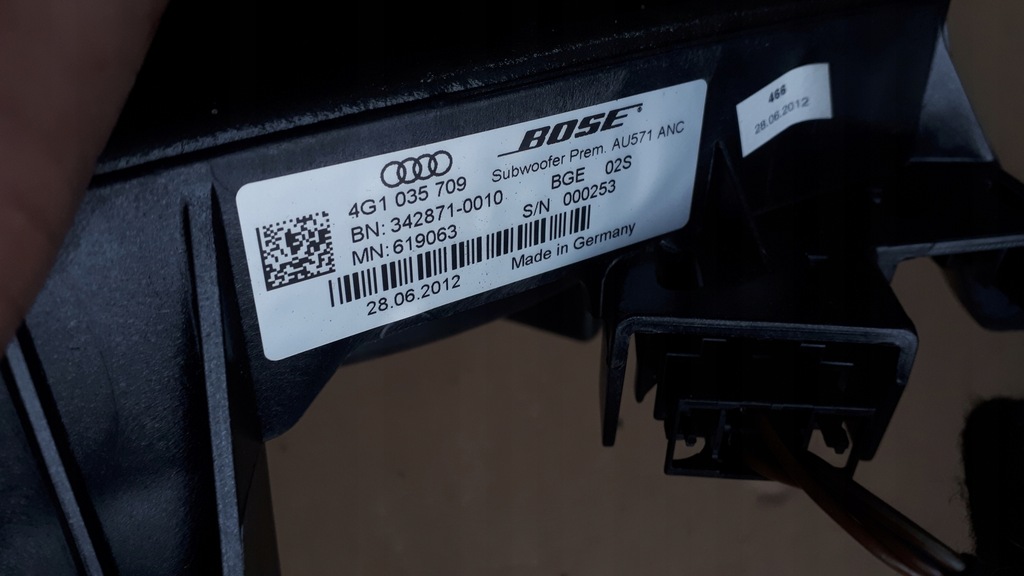 BOSE
Subwoofer Prem. AU571 ANC
4G1 035 709
BGE 02S
BN: 342871-0010
S/N 000253
MN: 619063
Made in Germany
28.06.2012
466
28.06.2012